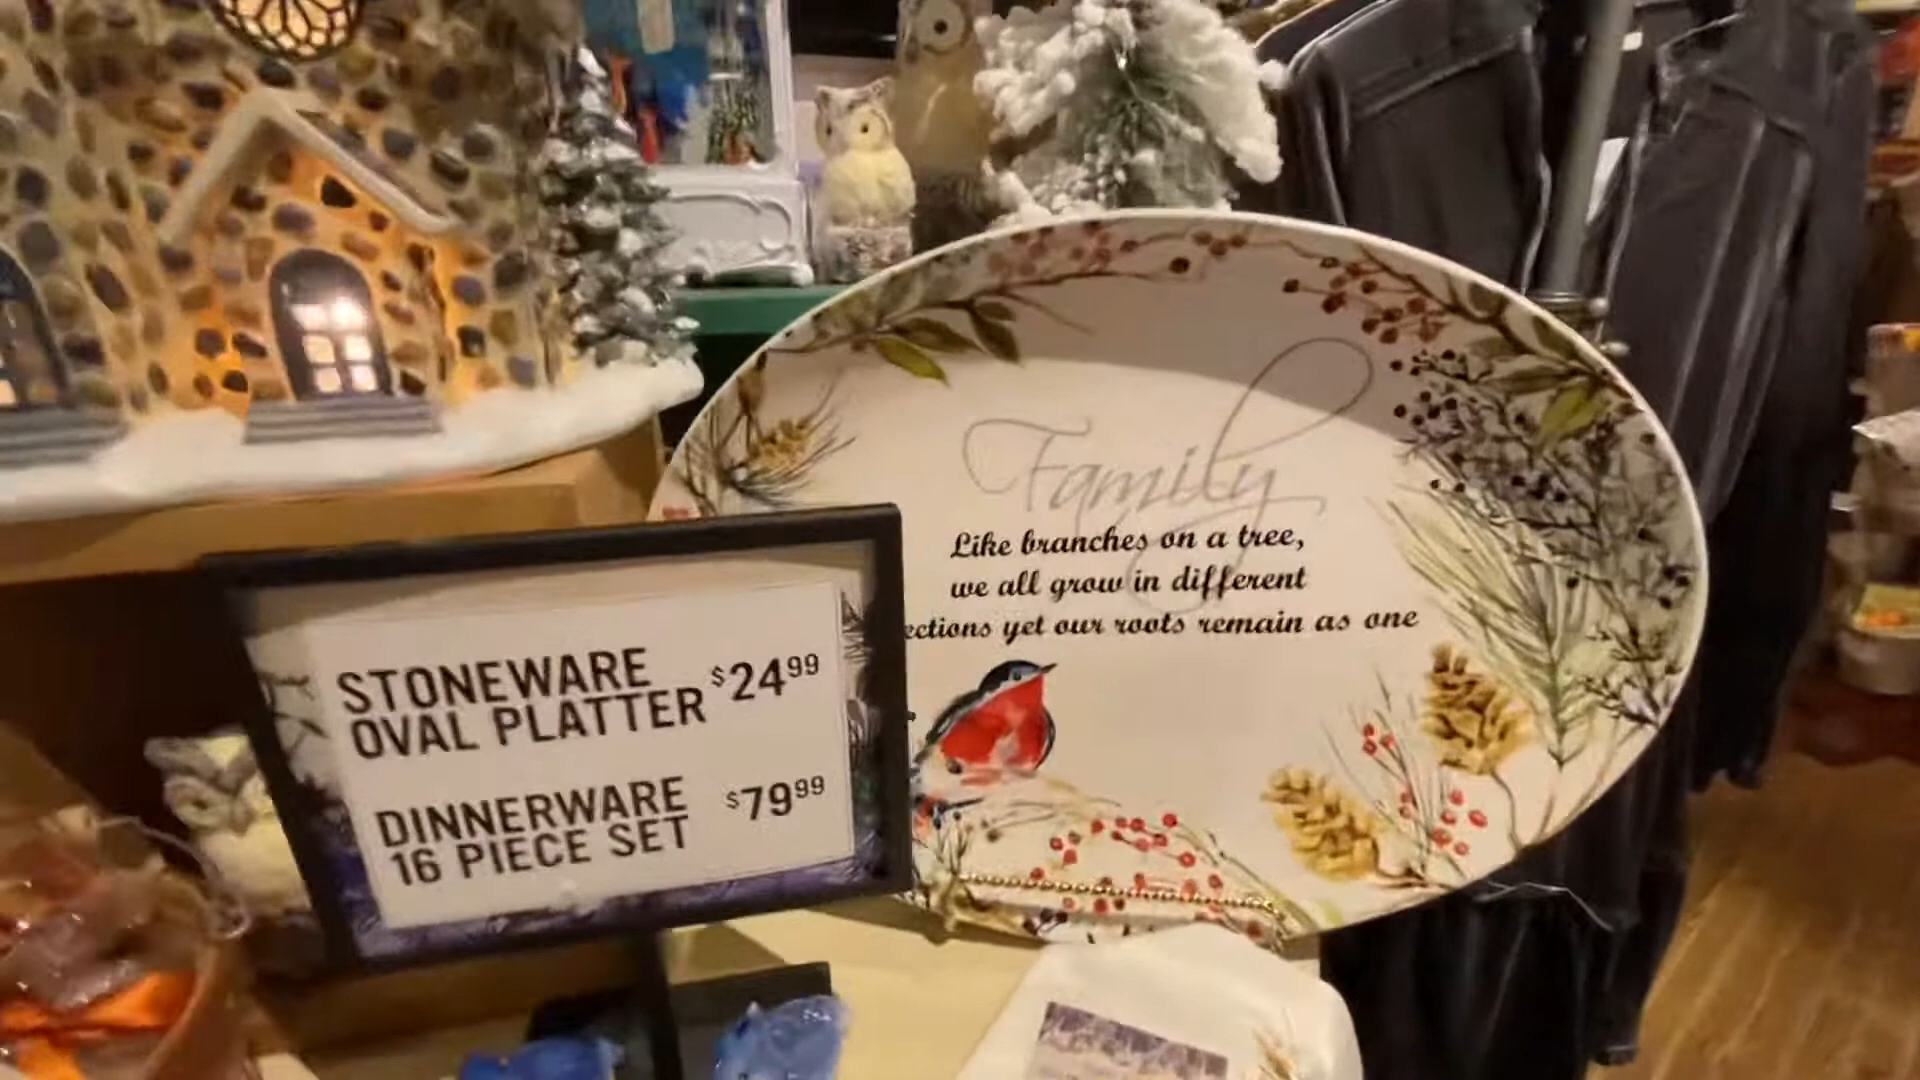 Family
Like branches on a tree,
we all grow in different
ections yet our roots remain as one
STONEWARE
OVAL PLATTER $24.99
DINNERWARE
16 PIECE SET $79.99